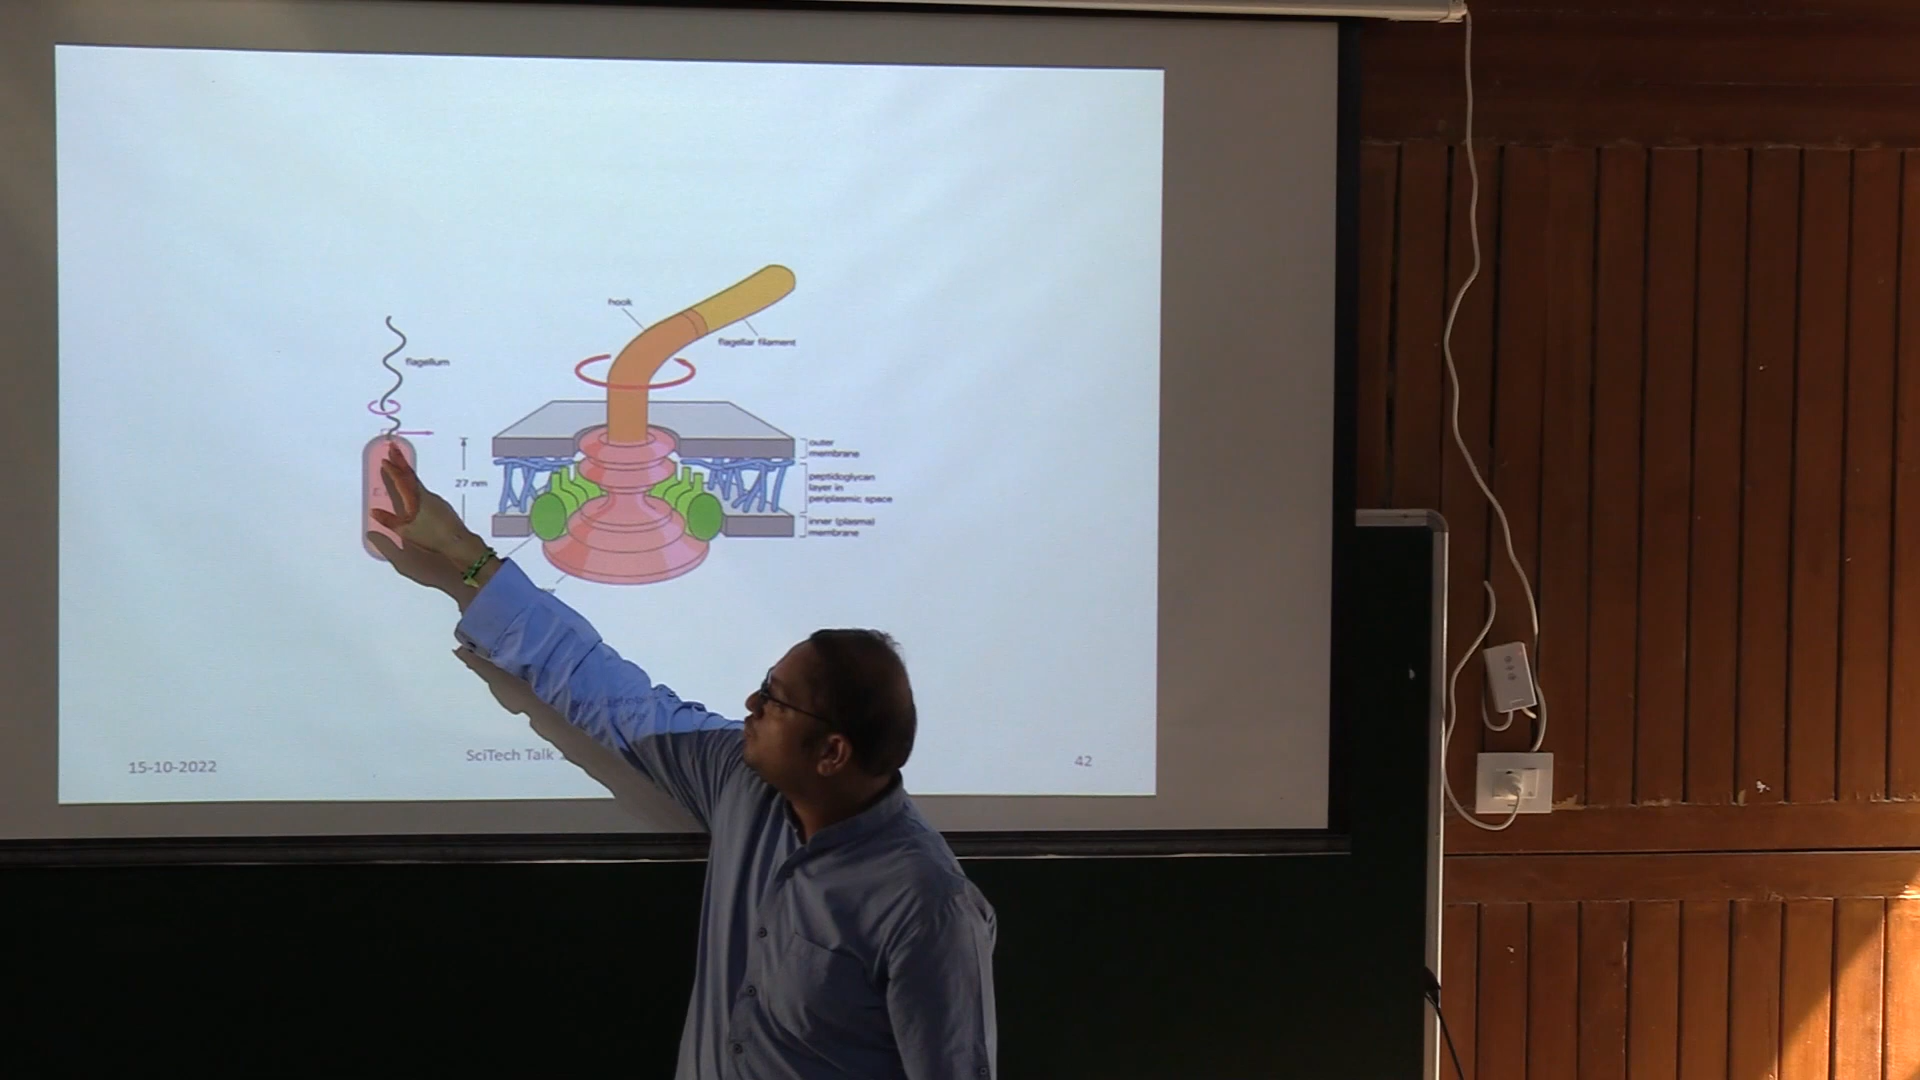 hook
flagellar filament
flagellum
outer
membrane
27 nm
peptidoglycan
layer in
periplasmic space
inner (plasma)
membrane
15-10-2022
SciTech Talk
42